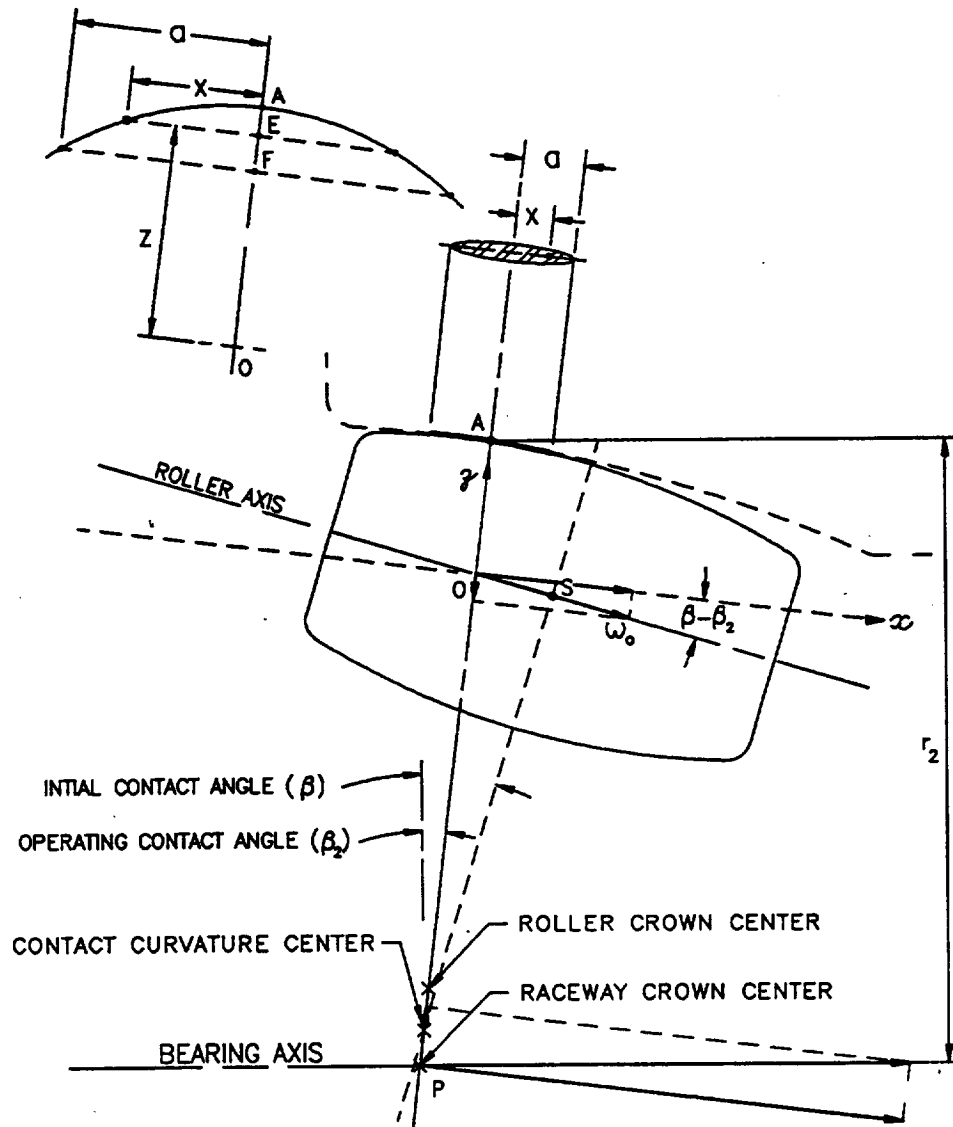 a
X
A
E
F
Z
O
a
X
A
ROLLER AXIS
z
O
S
ω₀
β-β₂
x
r₂
INTIAL CONTACT ANGLE (β)
OPERATING CONTACT ANGLE (β₂)
ROLLER CROWN CENTER
CONTACT CURVATURE CENTER
RACEWAY CROWN CENTER
BEARING AXIS
P